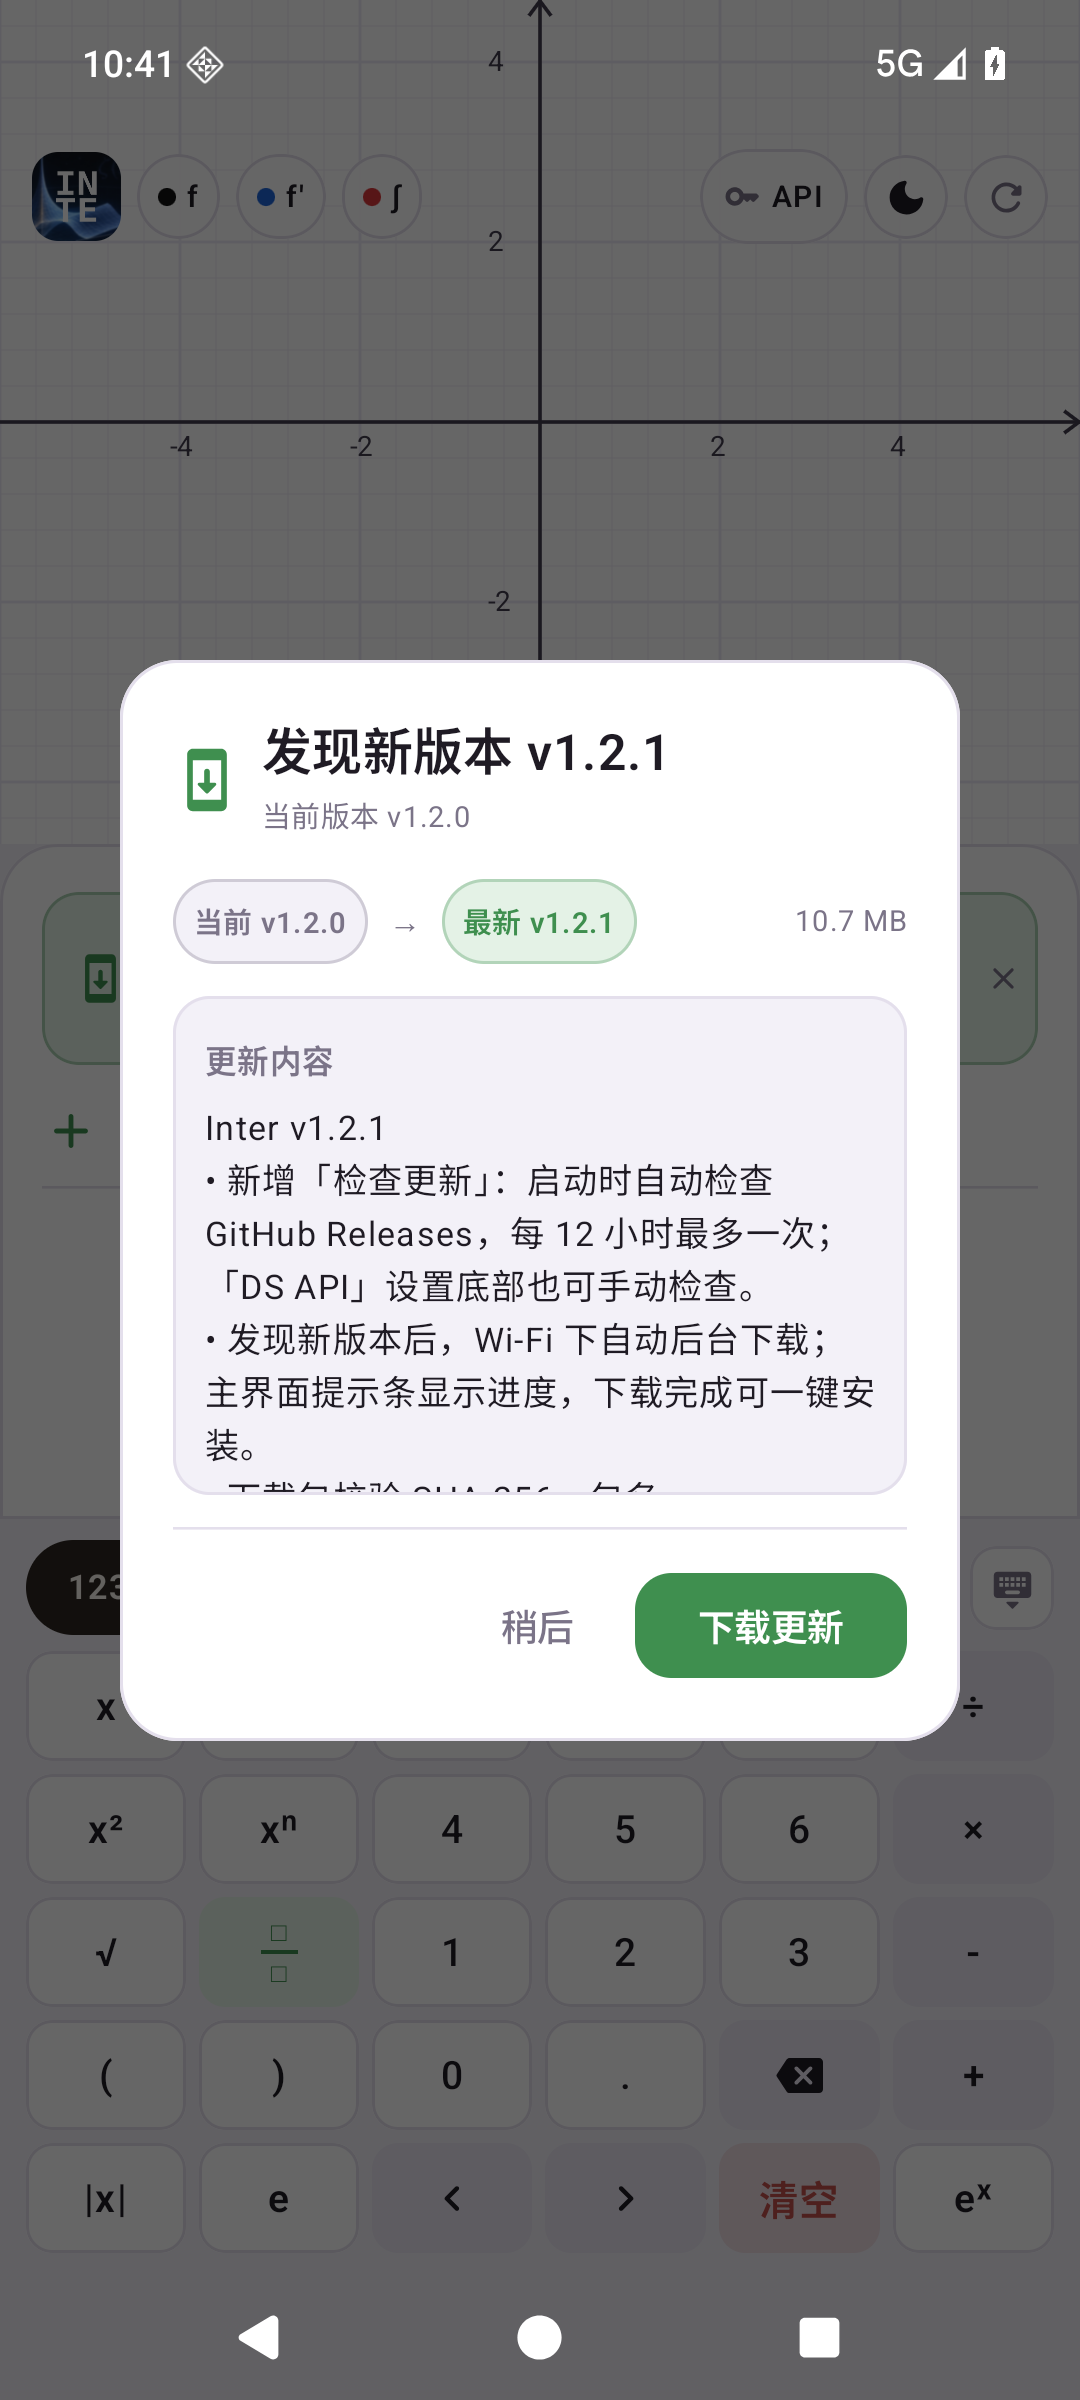 10:41
5G
4
IN
TE
f
f'
∫
API
2
-4
-2
2
4
-2
发现新版本 v1.2.1
当前版本 v1.2.0
当前 v1.2.0
→
最新 v1.2.1
10.7 MB
更新内容
Inter v1.2.1
• 新增「检查更新」：启动时自动检查
GitHub Releases，每 12 小时最多一次；
「DS API」设置底部也可手动检查。
• 发现新版本后，Wi-Fi 下自动后台下载；
主界面提示条显示进度，下载完成可一键安
装。
稍后
下载更新
123
x
÷
x²
xⁿ
4
5
6
×
√
□
□
1
2
3
-
(
)
0
.
+
|x|
e
<
>
清空
eˣ